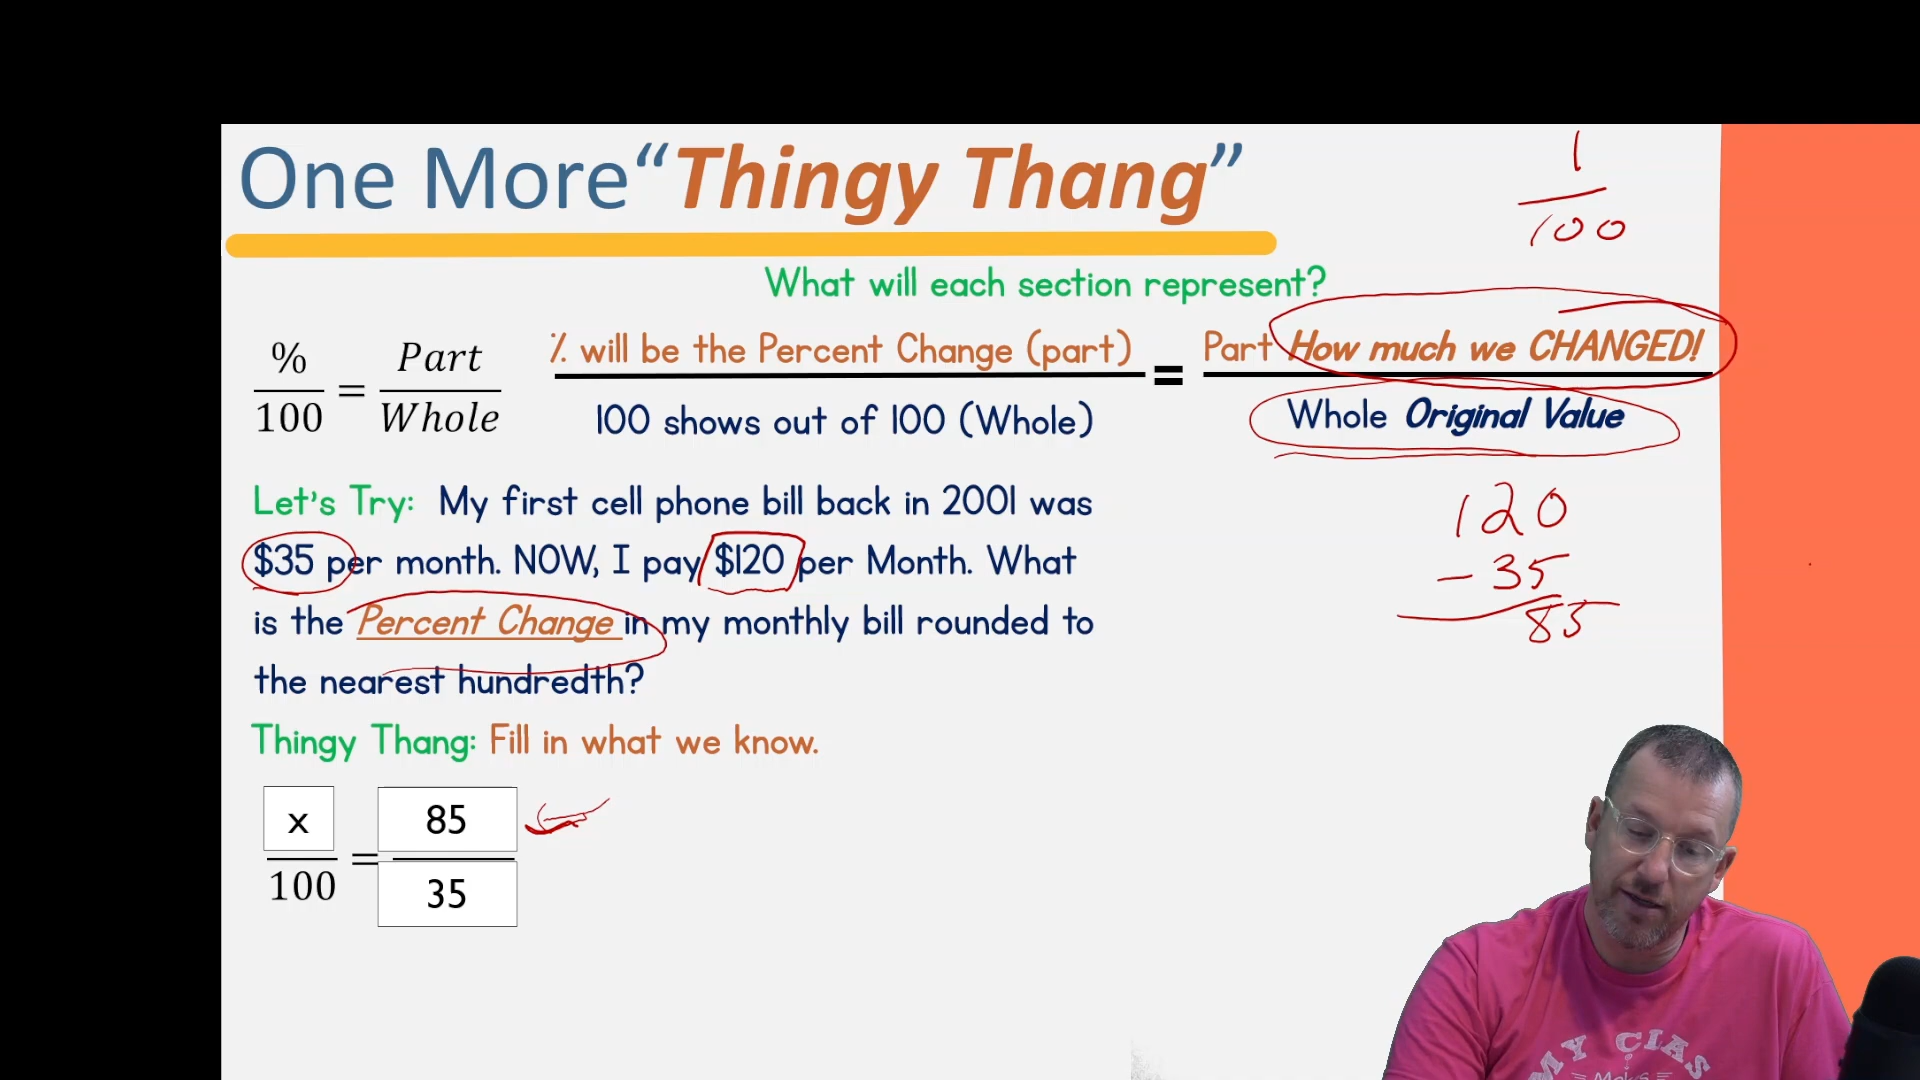 One More“Thingy Thang”
1
100
What will each section represent?
%
100
=
Part
Whole
% will be the Percent Change (part)
100 shows out of 100 (Whole)
=
Part How much we CHANGED!
Whole Original Value
Let's Try: My first cell phone bill back in 2001 was
$35 per month. NOW, I pay $120 per Month. What
is the Percent Change in my monthly bill rounded to
the nearest hundredth?
120
- 35
85
Thingy Thang: Fill in what we know.
x
100
=
85
35
MY CLAS
Makes